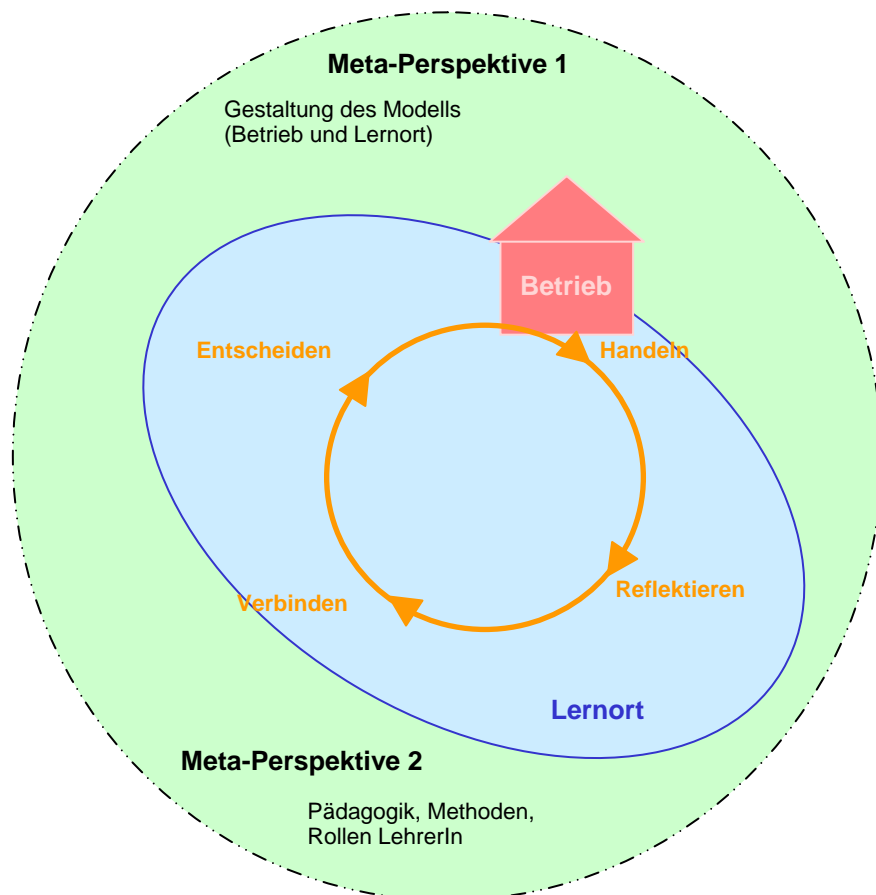 Meta-Perspektive 1
Gestaltung des Modells
(Betrieb und Lernort)
Betrieb
Entscheiden
Handeln
Verbinden
Reflektieren
Lernort
Meta-Perspektive 2
Pädagogik, Methoden,
Rollen LehrerIn